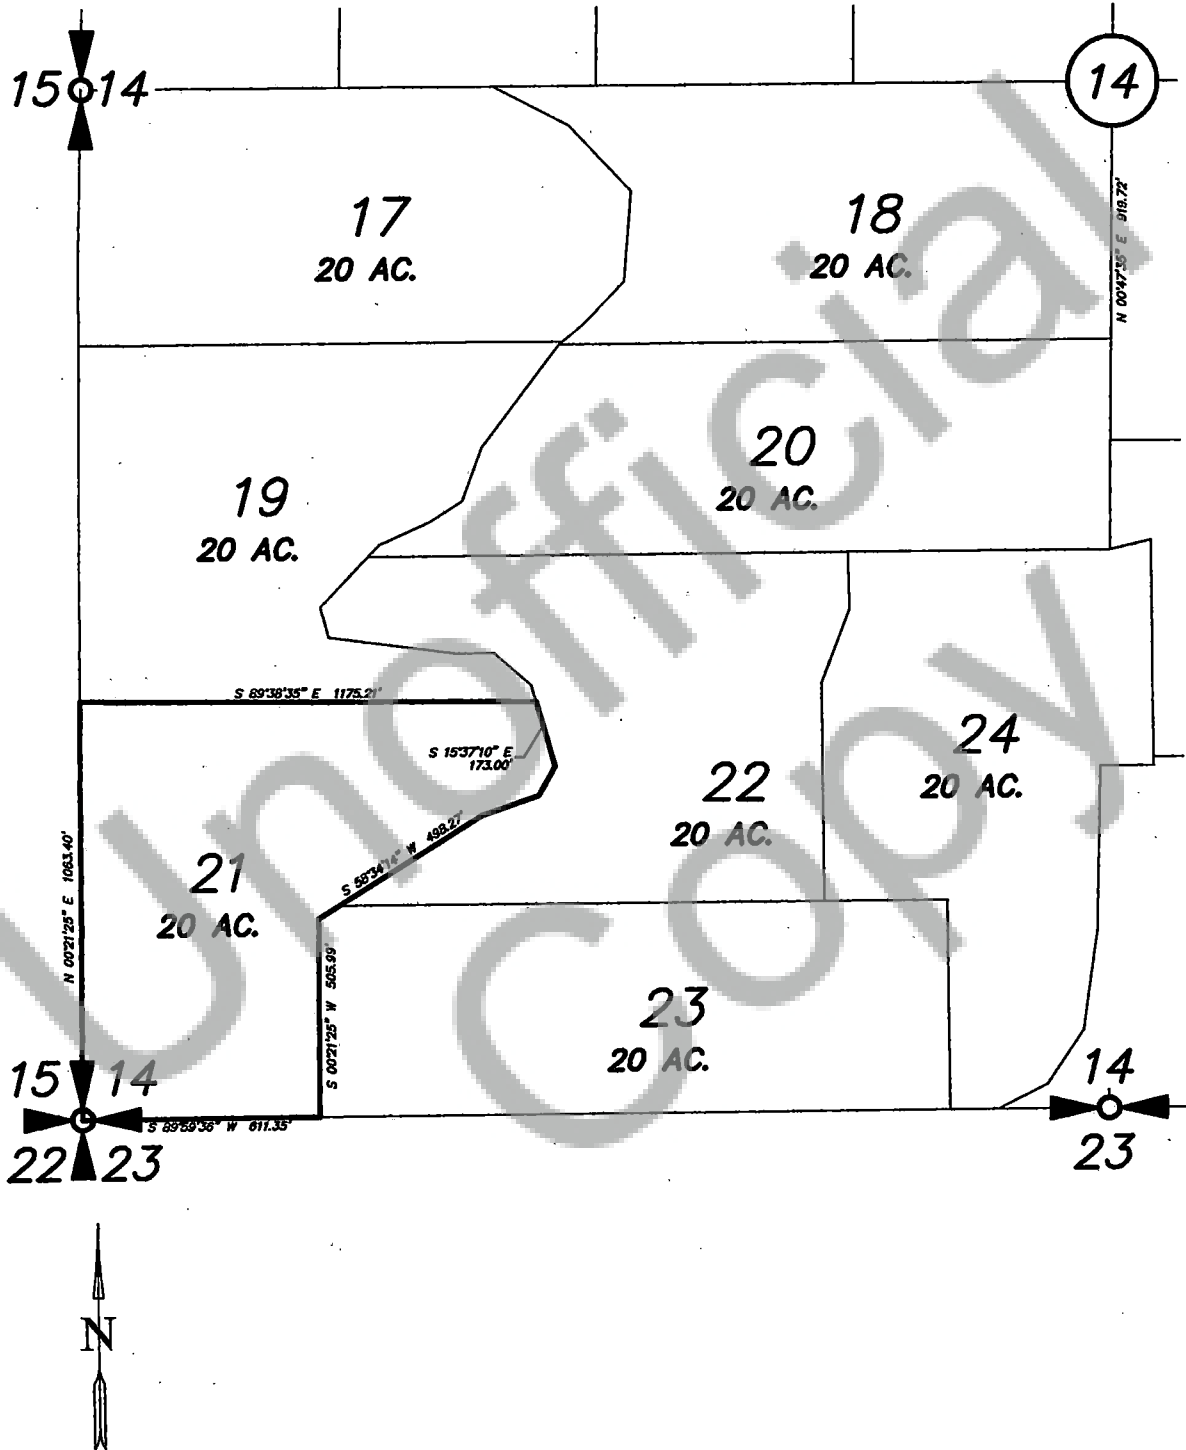 15 14
14
17
20 AC.
18
20 AC.
N 00°47'35" E 919.72'
20
20 AC.
19
20 AC.
S 89°38'35" E 1175.21'
S 15°37'10" E
173.00'
24
20 AC.
22
20 AC.
S 58°34'14" W 498.27'
N 00°21'25" E 1063.40'
21
20 AC.
S 00°21'25" W 505.99'
23
20 AC.
15 14
S 89°59'36" W 611.35'
22 23
14
23
N
Unofficial
Copy